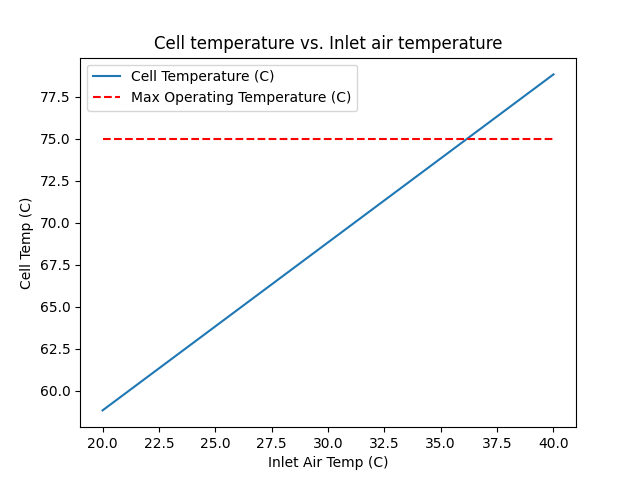 Cell temperature vs. Inlet air temperature
Cell Temperature (C)
Max Operating Temperature (C)
77.5
75.0
72.5
70.0
67.5
65.0
62.5
60.0
Cell Temp (C)
20.0 22.5 25.0 27.5 30.0 32.5 35.0 37.5 40.0
Inlet Air Temp (C)